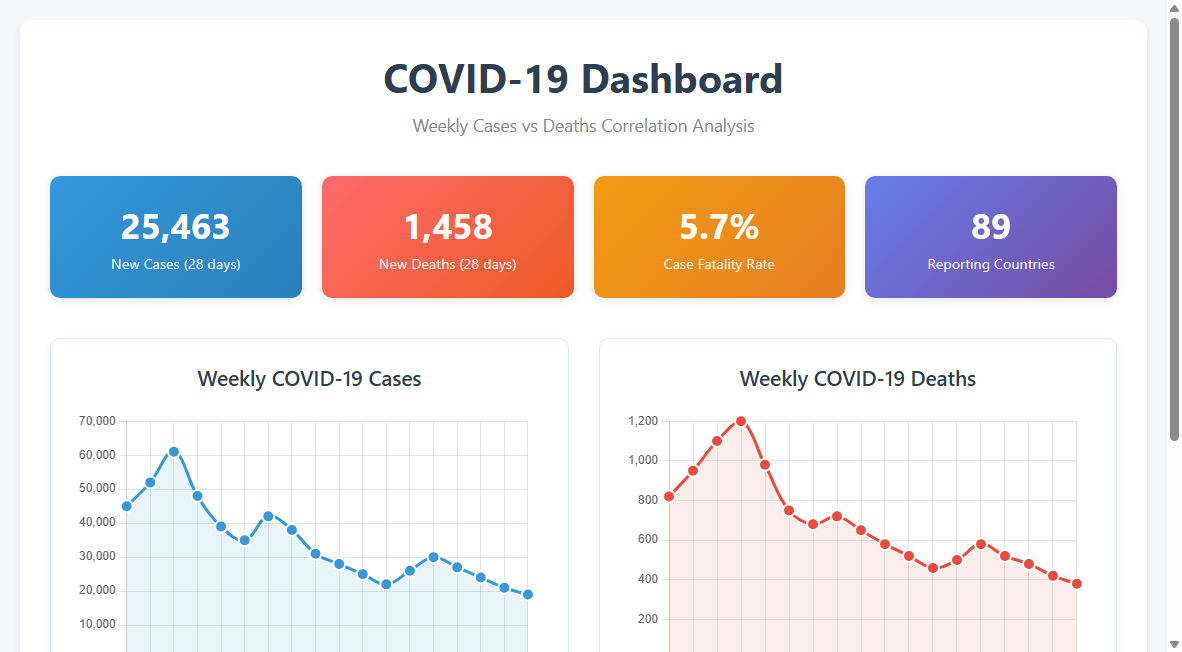 COVID-19 Dashboard
Weekly Cases vs Deaths Correlation Analysis
25,463
New Cases (28 days)
1,458
New Deaths (28 days)
5.7%
Case Fatality Rate
89
Reporting Countries
Weekly COVID-19 Cases
70,000
60,000
50,000
40,000
30,000
20,000
10,000
Weekly COVID-19 Deaths
1,200
1,000
800
600
400
200